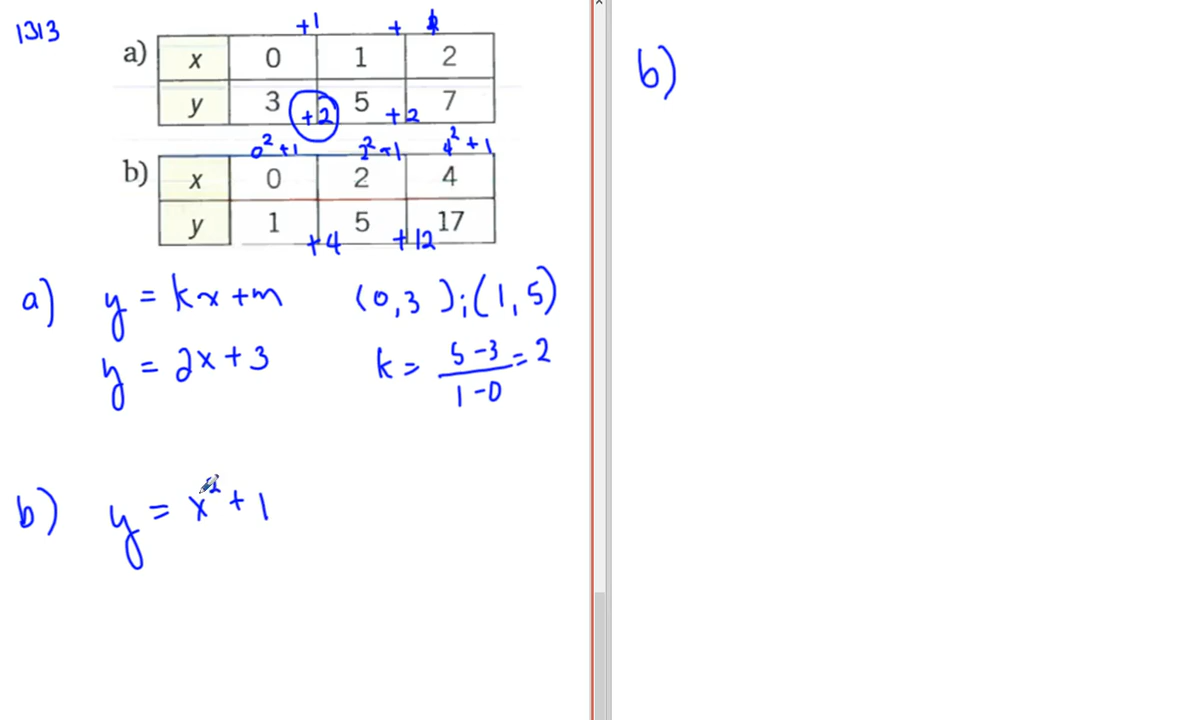 1313
+1 +
a) x 0 1 2
y 3 +2 5 +2 7
0²+1 2²+1 4²+1
b) x 0 2 4
y 1 5 17
+4 +12
a) y = kx +m (0,3);(1,5)
y = 2x+3 k = 5-3/1-0 = 2
b) y = x²+1
b)